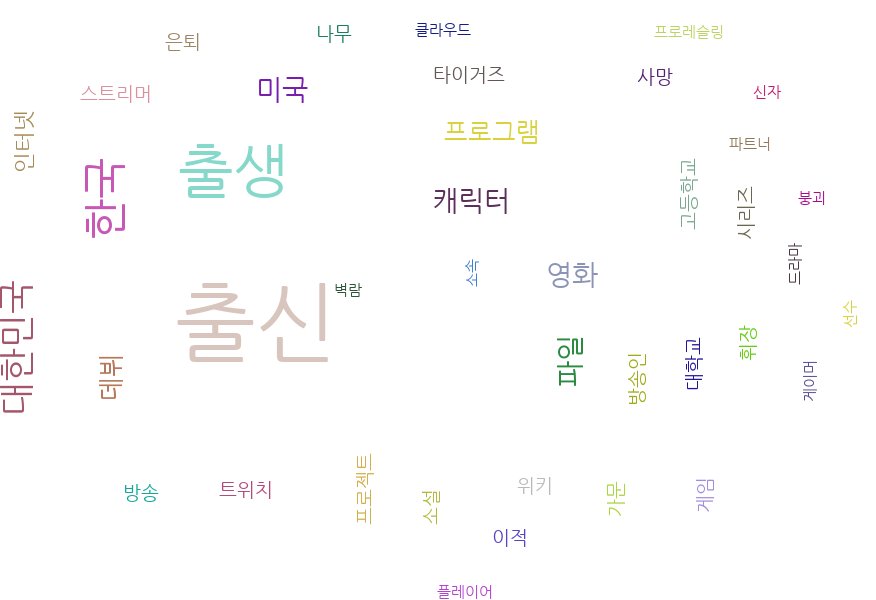 클라우드
프로레슬링
나무
은퇴
타이거즈
사망
미국
스트리머
신자
프로그램
인터넷
파트너
출생
한국
캐릭터
고등학교
시리즈
붕괴
드라마
소속
영화
벽람
출신
선수
대한민국
휘장
파일
대학교
데뷔
방송인
게이머
트위치
방송
프로젝트
소설
위키
가문
게임
이적
플레이어